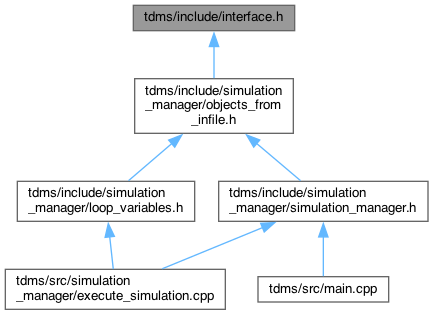 tdms/include/interface.h
tdms/include/simulation
_manager/objects_from
_infile.h
tdms/include/simulation
_manager/loop_variables.h
tdms/include/simulation
_manager/simulation_manager.h
tdms/src/simulation
_manager/execute_simulation.cpp
tdms/src/main.cpp